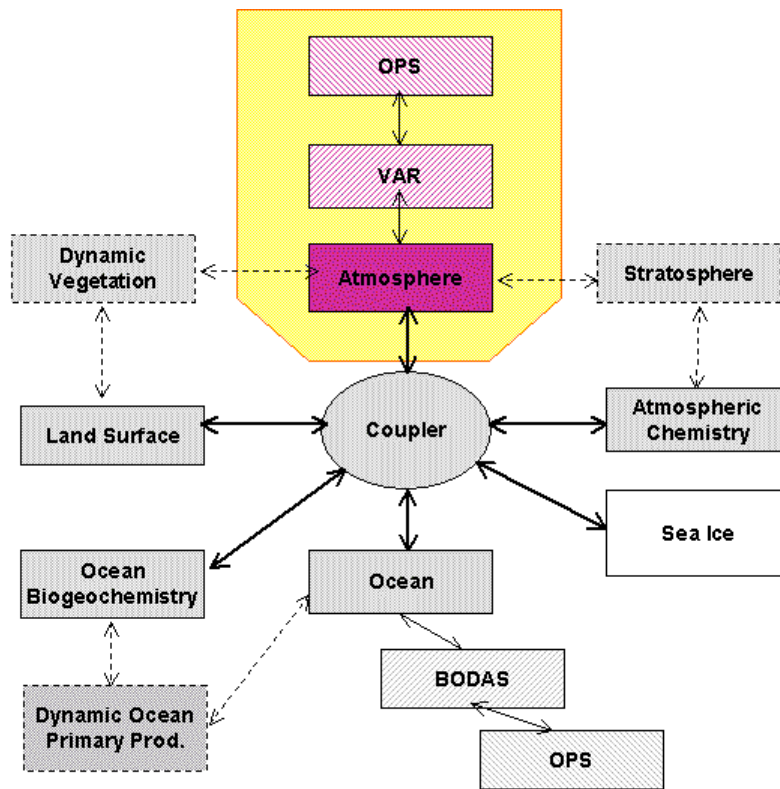 OPS
VAR
Dynamic
Vegetation
Atmosphere
Stratosphere
Land Surface
Coupler
Atmospheric
Chemistry
Sea Ice
Ocean
Biogeochemistry
Ocean
BODAS
Dynamic Ocean
Primary Prod.
OPS